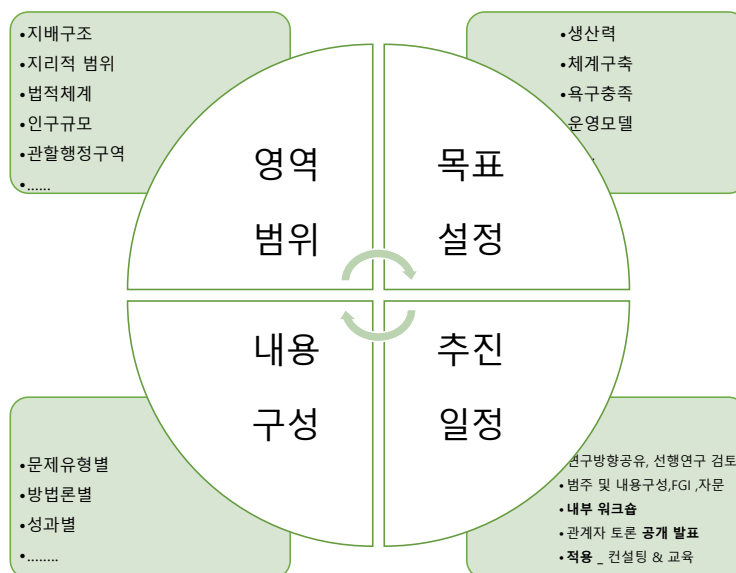 •지배구조
•지리적 범위
•법적체계
•인구규모
•관할행정구역
•......
•생산력
•체계구축
•욕구충족
운영모델
.
영역
범위
목표
설정
내용
구성
추진
일정
•문제유형별
•방법론별
•성과별
•........
연구방향공유, 선행연구 검토
•범주 및 내용구성,FGI ,자문
•내부 워크숍
•관계자 토론 공개 발표
•적용 _ 컨설팅 & 교육